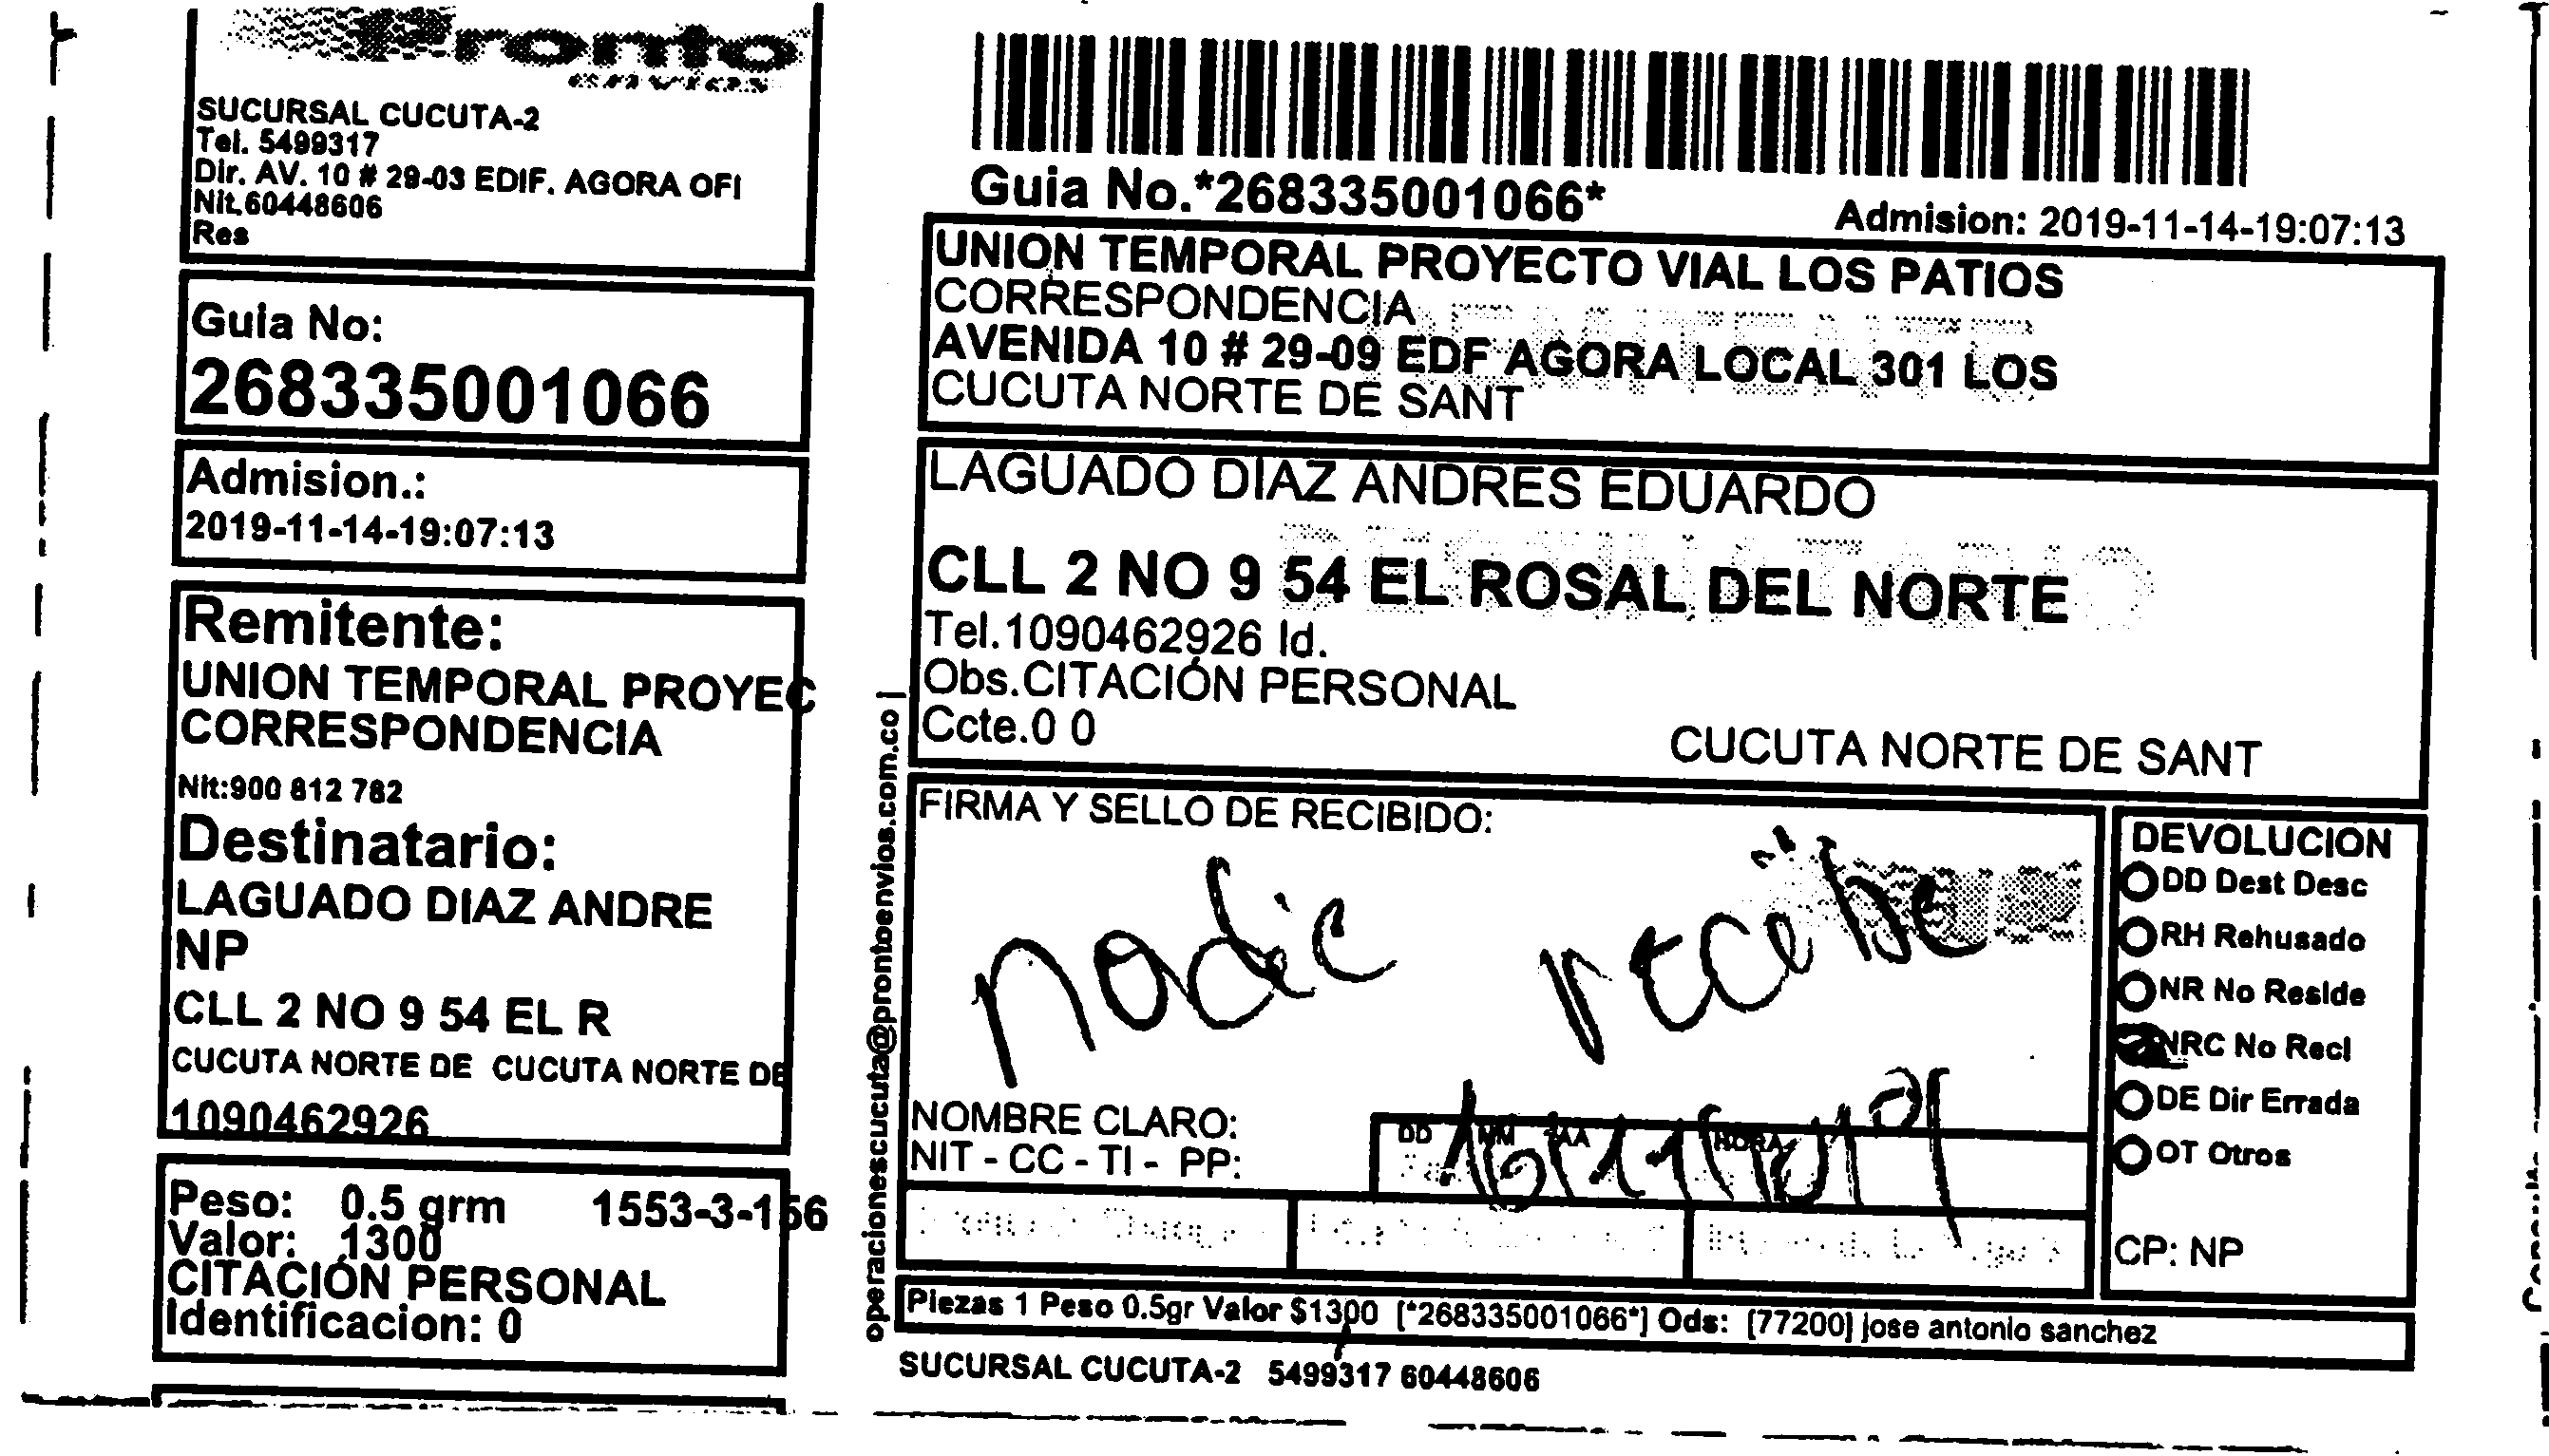 Pronto
SUCURSAL CUCUTA-2
Tel. 5499317
Dir. AV. 10 # 29-03 EDIF. AGORA OFI
Nit.60448606
Res
Guia No:
268335001066
Admision.:
2019-11-14-19:07:13
Remitente:
UNION TEMPORAL PROYEC
CORRESPONDENCIA
Nit:900 812 782
Destinatario:
LAGUADO DIAZ ANDRE
NP
CLL 2 NO 9 54 EL R
CUCUTA NORTE DE CUCUTA NORTE DE
1090462926
Peso: 0.5 grm 1553-3-156
Valor: 1300
CITACIÓN PERSONAL
Identificacion: 0
operacionescucuta@prontoenvios.com.co |
Guia No.*268335001066*
Admision: 2019-11-14-19:07:13
UNION TEMPORAL PROYECTO VIAL LOS PATIOS
CORRESPONDENCIA
AVENIDA 10 # 29-09 EDF AGORA LOCAL 301 LOS
CUCUTA NORTE DE SANT
LAGUADO DIAZ ANDRES EDUARDO
CLL 2 NO 9 54 EL ROSAL DEL NORTE
Tel.1090462926 Id.
Obs.CITACIÓN PERSONAL
Ccte.0 0
CUCUTA NORTE DE SANT
FIRMA Y SELLO DE RECIBIDO:
nadie recibe
NOMBRE CLARO:
NIT - CC - TI - PP:
DD MM AA HORA
DEVOLUCION
DD Dest Desc
RH Rehusado
NR No Reside
NRC No Reci
DE Dir Errada
OT Otros
CP: NP
Piezas 1 Peso 0.5gr Valor $1300 [*268335001066*] Ods: [77200] jose antonio sanchez
SUCURSAL CUCUTA-2 5499317 60448606